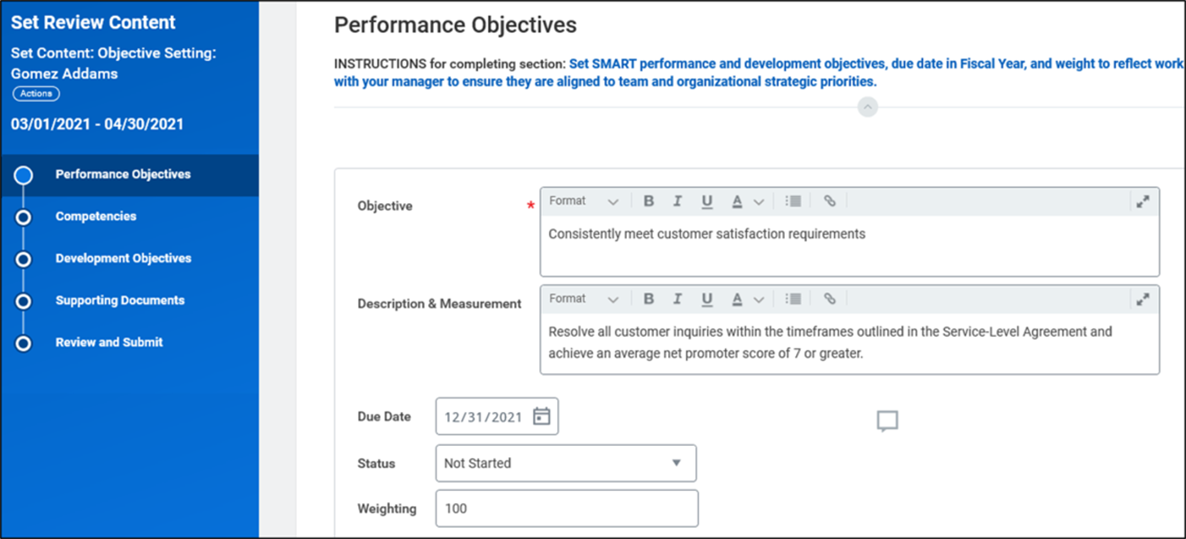 Set Review Content
Set Content: Objective Setting:
Gomez Addams
Actions
03/01/2021 - 04/30/2021
Performance Objectives
Competencies
Development Objectives
Supporting Documents
Review and Submit
Performance Objectives
INSTRUCTIONS for completing section: Set SMART performance and development objectives, due date in Fiscal Year, and weight to reflect work
with your manager to ensure they are aligned to team and organizational strategic priorities.
Objective *
Format B I U A
Consistently meet customer satisfaction requirements
Description & Measurement
Format B I U A
Resolve all customer inquiries within the timeframes outlined in the Service-Level Agreement and
achieve an average net promoter score of 7 or greater.
Due Date 12/31/2021
Status Not Started
Weighting 100